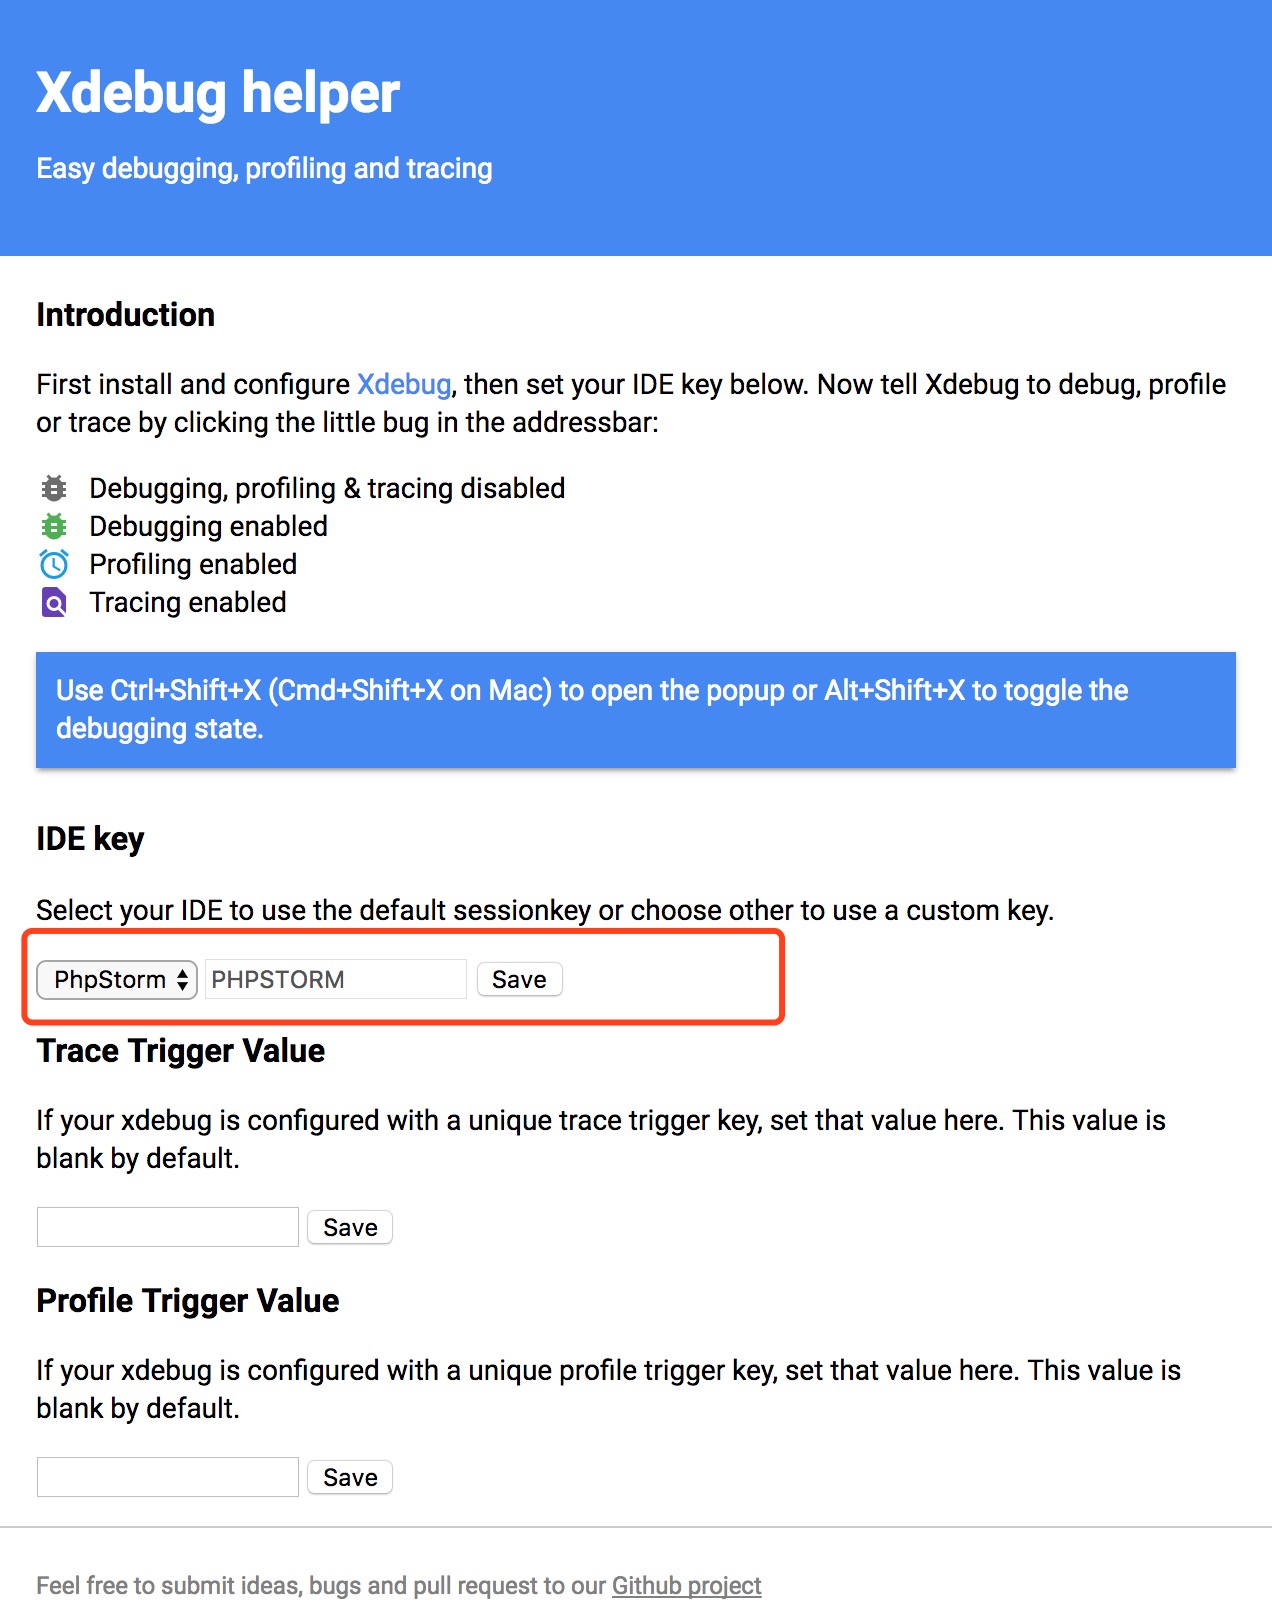 Xdebug helper
Easy debugging, profiling and tracing
Introduction
First install and configure Xdebug, then set your IDE key below. Now tell Xdebug to debug, profile
or trace by clicking the little bug in the addressbar:
Debugging, profiling & tracing disabled
Debugging enabled
Profiling enabled
Tracing enabled
Use Ctrl+Shift+X (Cmd+Shift+X on Mac) to open the popup or Alt+Shift+X to toggle the
debugging state.
IDE key
Select your IDE to use the default sessionkey or choose other to use a custom key.
PhpStorm PHPSTORM Save
Trace Trigger Value
If your xdebug is configured with a unique trace trigger key, set that value here. This value is
blank by default.
Save
Profile Trigger Value
If your xdebug is configured with a unique profile trigger key, set that value here. This value is
blank by default.
Save
Feel free to submit ideas, bugs and pull request to our Github project